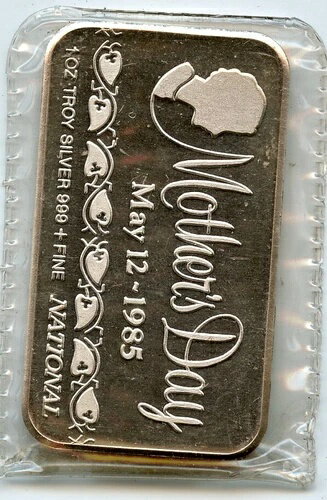 Mother's Day
May 12~1985
1 OZ TROY SILVER 999 + FINE NATIONAL